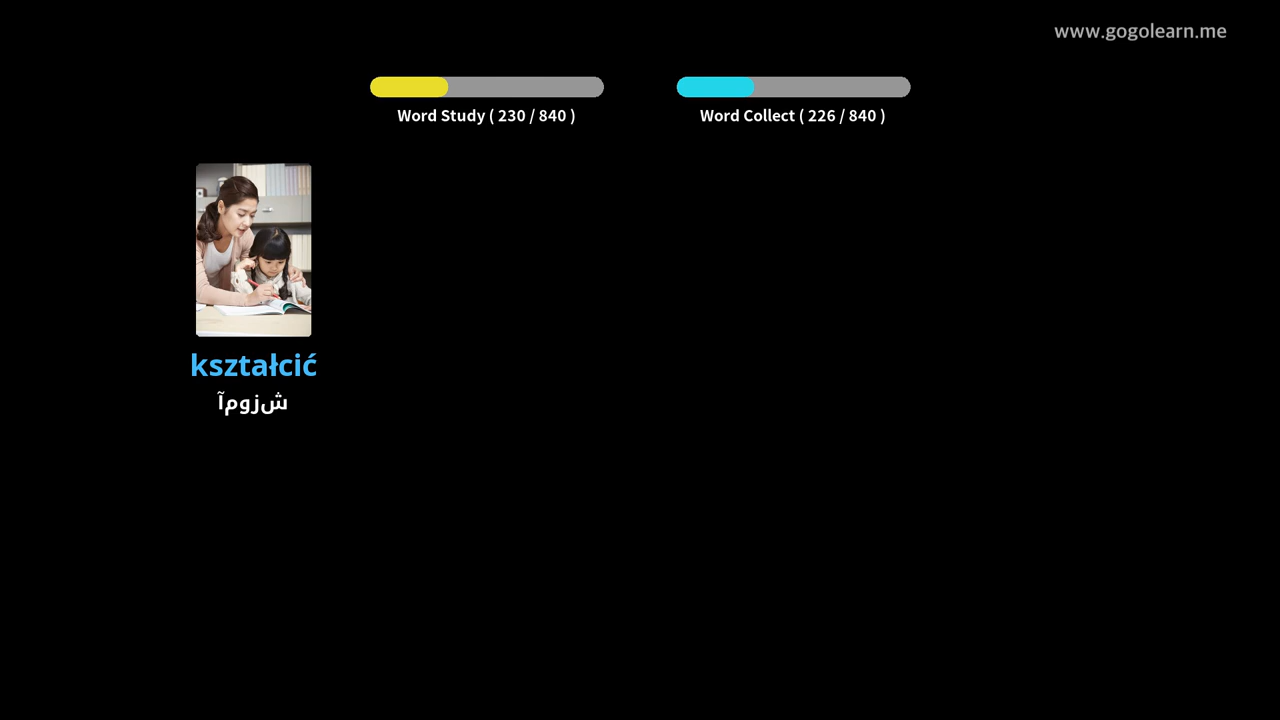 www.gogolearn.me
Word Study ( 230 / 840 )
Word Collect ( 226 / 840 )
kształcić
آموزش